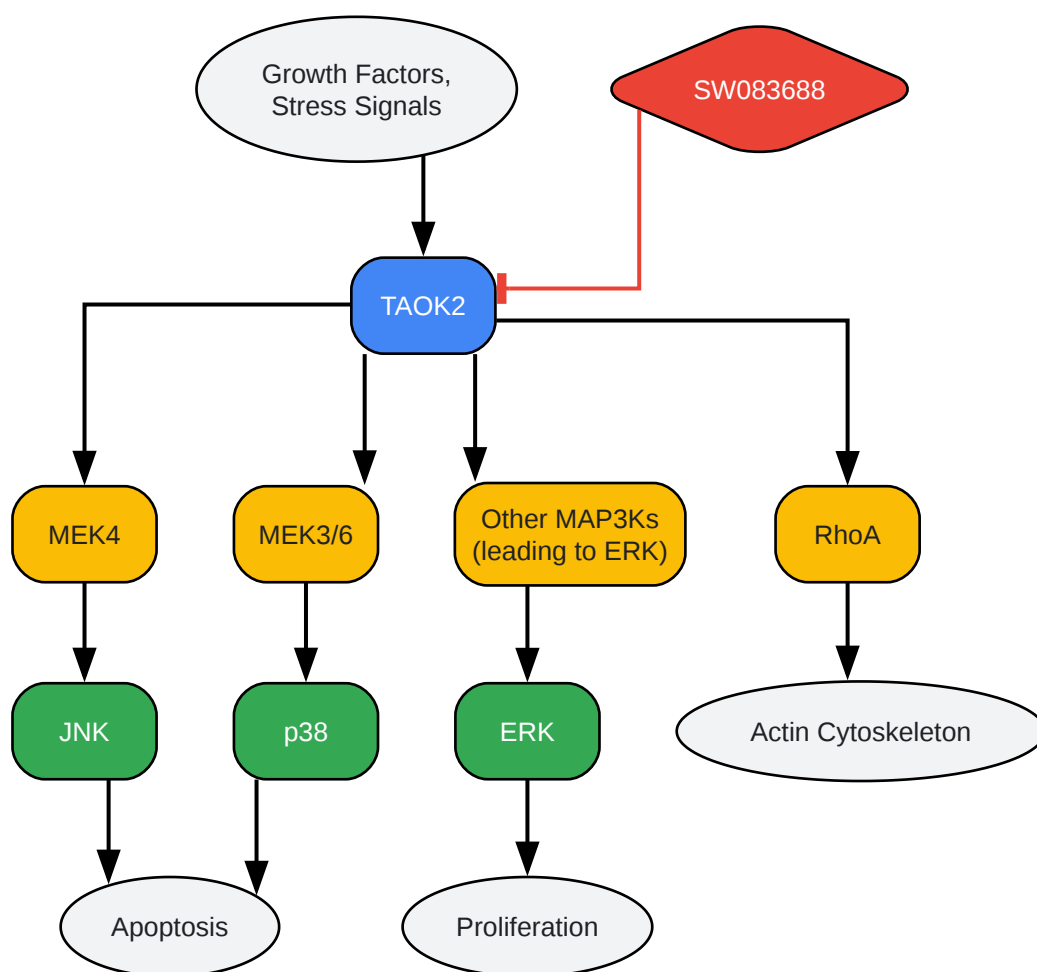 Growth Factors,
Stress Signals
SW083688
TAOK2
MEK4
MEK3/6
Other MAP3Ks
(leading to ERK)
RhoA
JNK
p38
ERK
Actin Cytoskeleton
Apoptosis
Proliferation